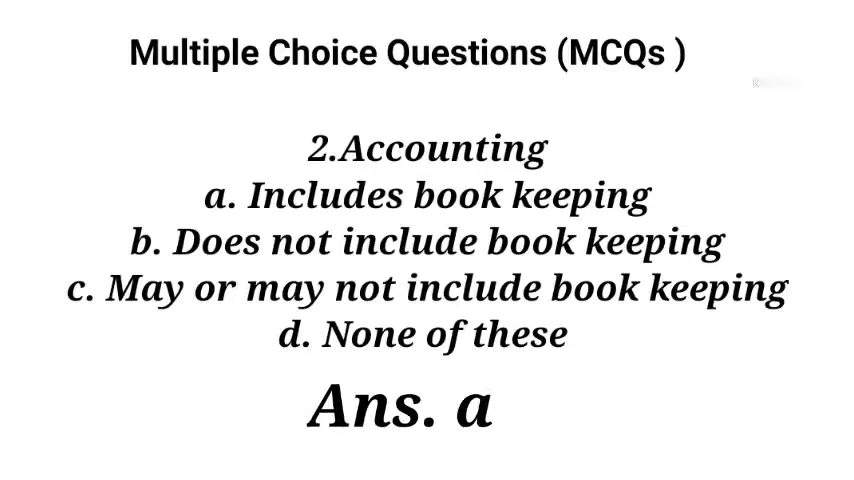 Multiple Choice Questions (MCQs )
2.Accounting
a. Includes book keeping
b. Does not include book keeping
c. May or may not include book keeping
d. None of these
Ans. a